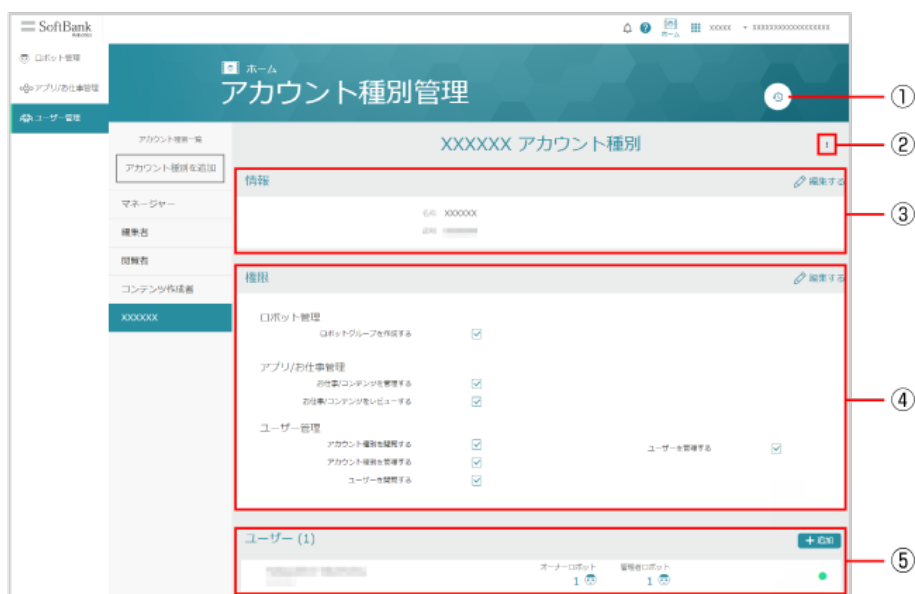 SoftBank
ホーム
XXXXX
XXXXXXXXXXXXXXXXXXX
ロボット管理
アプリ/お仕事管理
ユーザー管理
ホーム
アカウント種別管理
①
アカウント種別一覧
アカウント種別を追加
マネージャー
編集者
閲覧者
コンテンツ作成者
XXXXXX
XXXXXX アカウント種別
②
情報
編集する
名称 XXXXXX
説明
③
権限
編集する
ロボット管理
ロボットグループを作成する
アプリ/お仕事管理
お仕事/コンテンツを管理する
お仕事/コンテンツをレビューする
④
ユーザー管理
アカウント種別を閲覧する
ユーザーを管理する
アカウント種別を管理する
ユーザーを閲覧する
ユーザー (1)
+ 追加
⑤
オーナーロボット
管理者ロボット
1
1